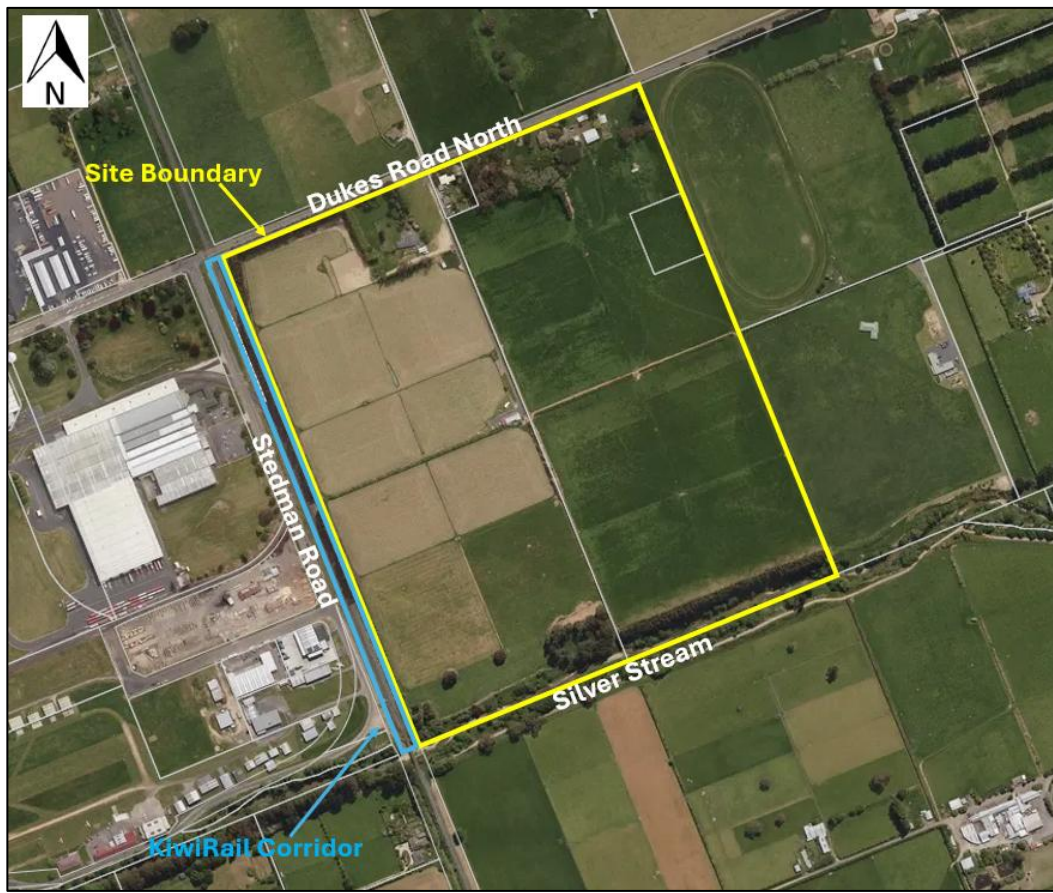 N
Site Boundary
Dukes Road North
Stedman Road
Silver Stream
KiwiRail Corridor